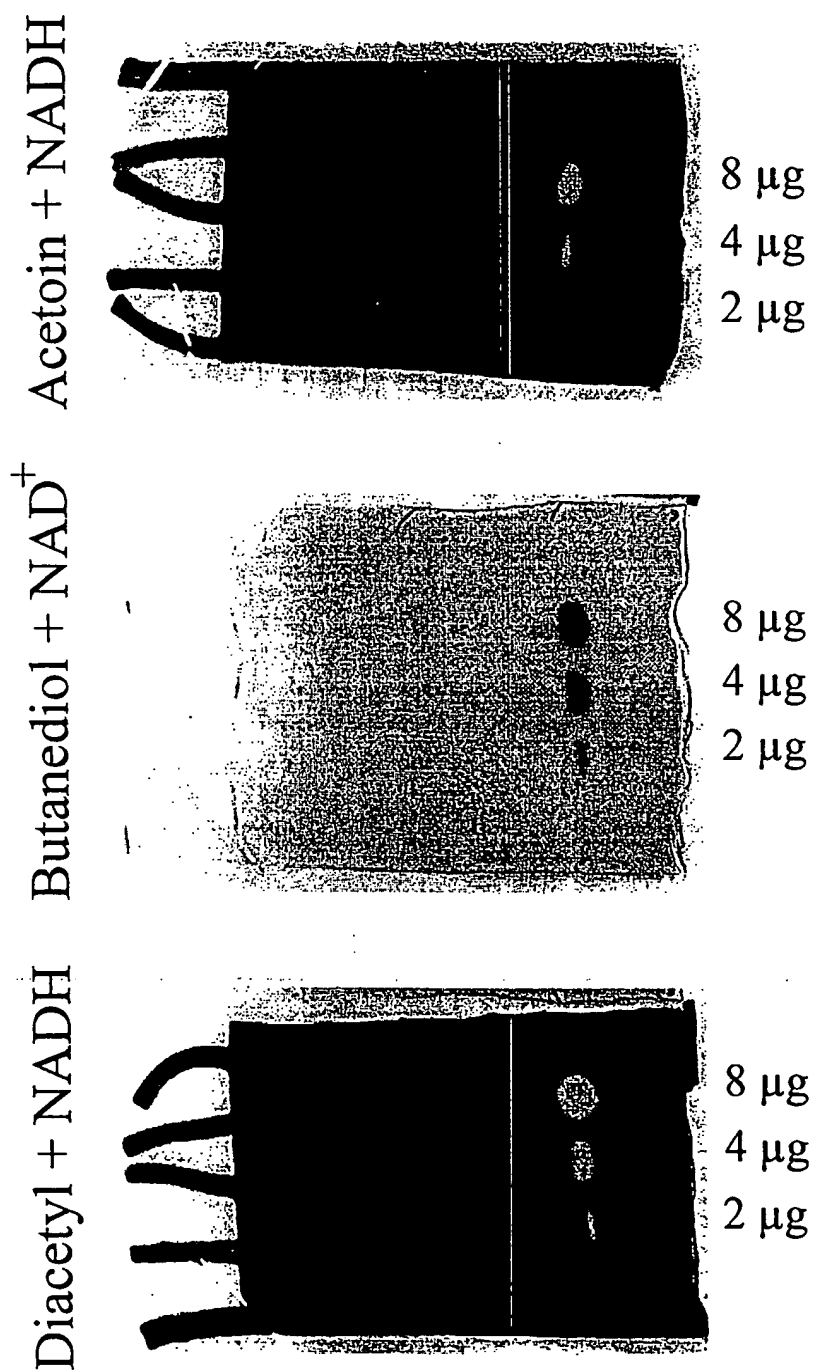 Acetoin + NADH
8 µg
4 µg
2 µg
Butanediol + NAD⁺
8 µg
4 µg
2 µg
Diacetyl + NADH
8 µg
4 µg
2 µg